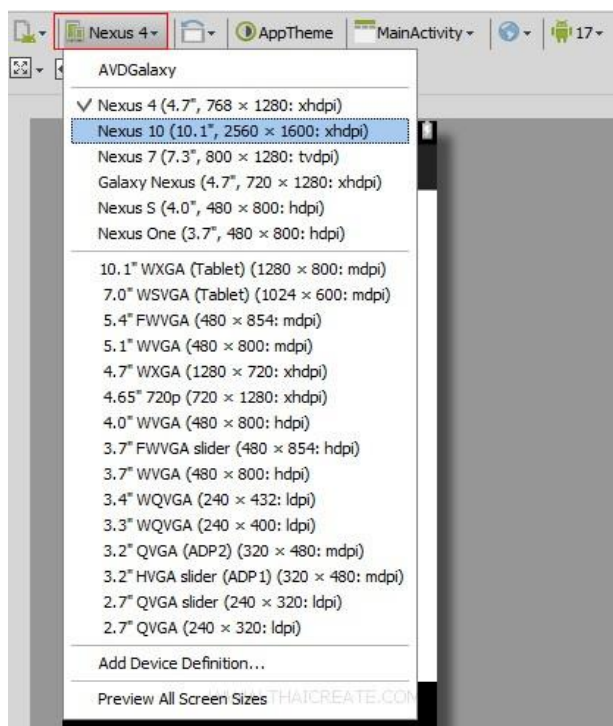 Nexus 4 AppTheme MainActivity 17
AVDGalaxy
Nexus 4 (4.7", 768 × 1280: xhdpi)
Nexus 10 (10.1", 2560 × 1600: xhdpi)
Nexus 7 (7.3", 800 × 1280: tvdpi)
Galaxy Nexus (4.7", 720 × 1280: xhdpi)
Nexus S (4.0", 480 × 800: hdpi)
Nexus One (3.7", 480 × 800: hdpi)
10.1" WXGA (Tablet) (1280 × 800: mdpi)
7.0" WSVGA (Tablet) (1024 × 600: mdpi)
5.4" FWVGA (480 × 854: mdpi)
5.1" WVGA (480 × 800: mdpi)
4.7" WXGA (1280 × 720: xhdpi)
4.65" 720p (720 × 1280: xhdpi)
4.0" WVGA (480 × 800: hdpi)
3.7" FWVGA slider (480 × 854: hdpi)
3.7" WVGA (480 × 800: hdpi)
3.4" WQVGA (240 × 432: ldpi)
3.3" WQVGA (240 × 400: ldpi)
3.2" QVGA (ADP2) (320 × 480: mdpi)
3.2" HVGA slider (ADP1) (320 × 480: mdpi)
2.7" QVGA slider (240 × 320: ldpi)
2.7" QVGA (240 × 320: ldpi)
Add Device Definition...
Preview All Screen Sizes
WWW.THAICREATE.COM